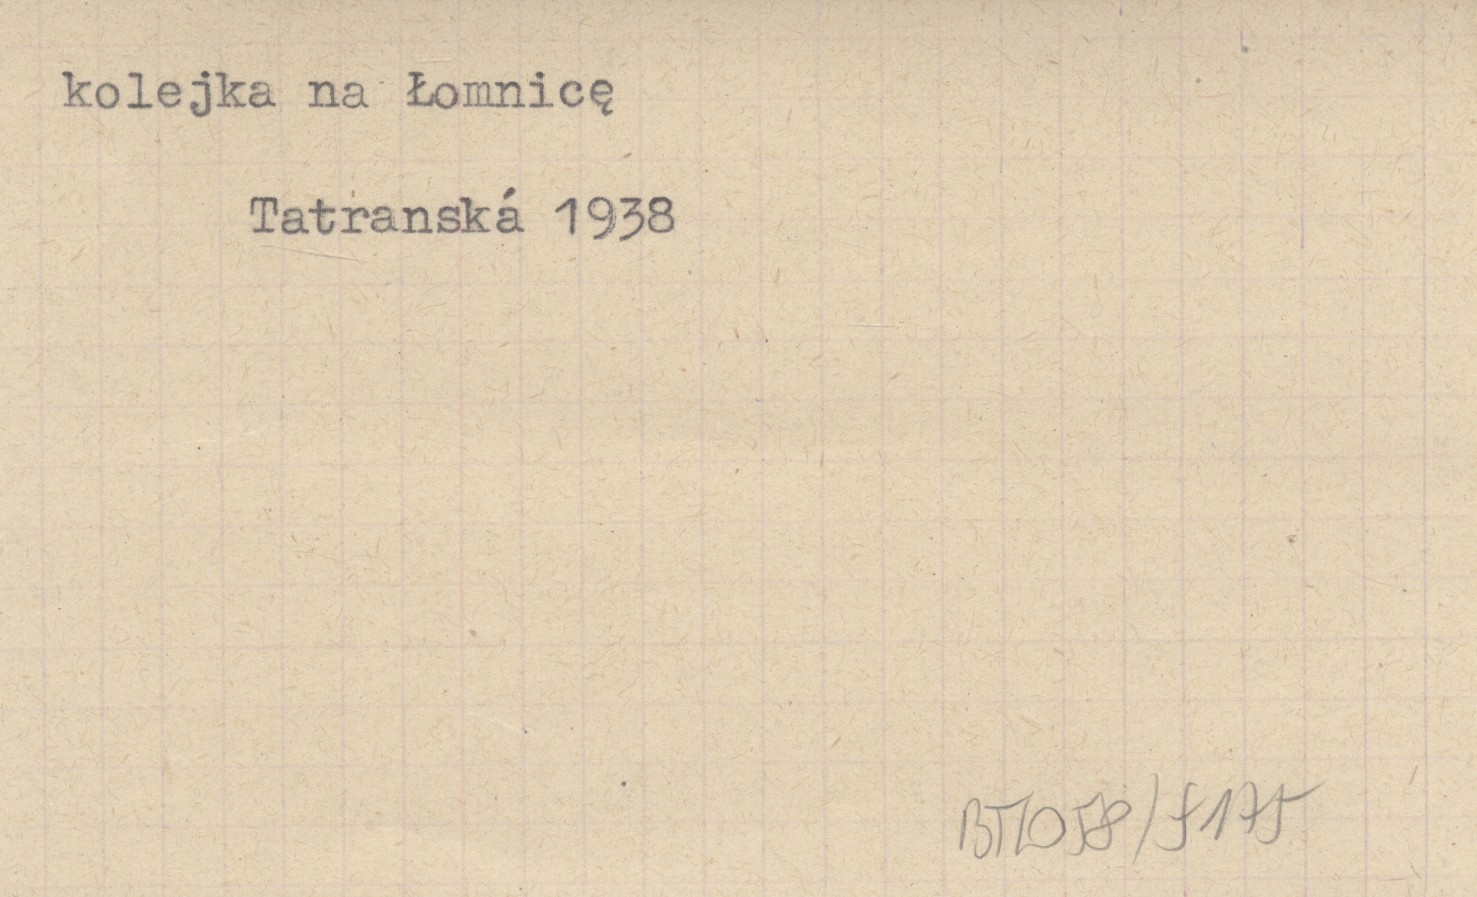 kolejka na Łomnicę
Tatranská 1938